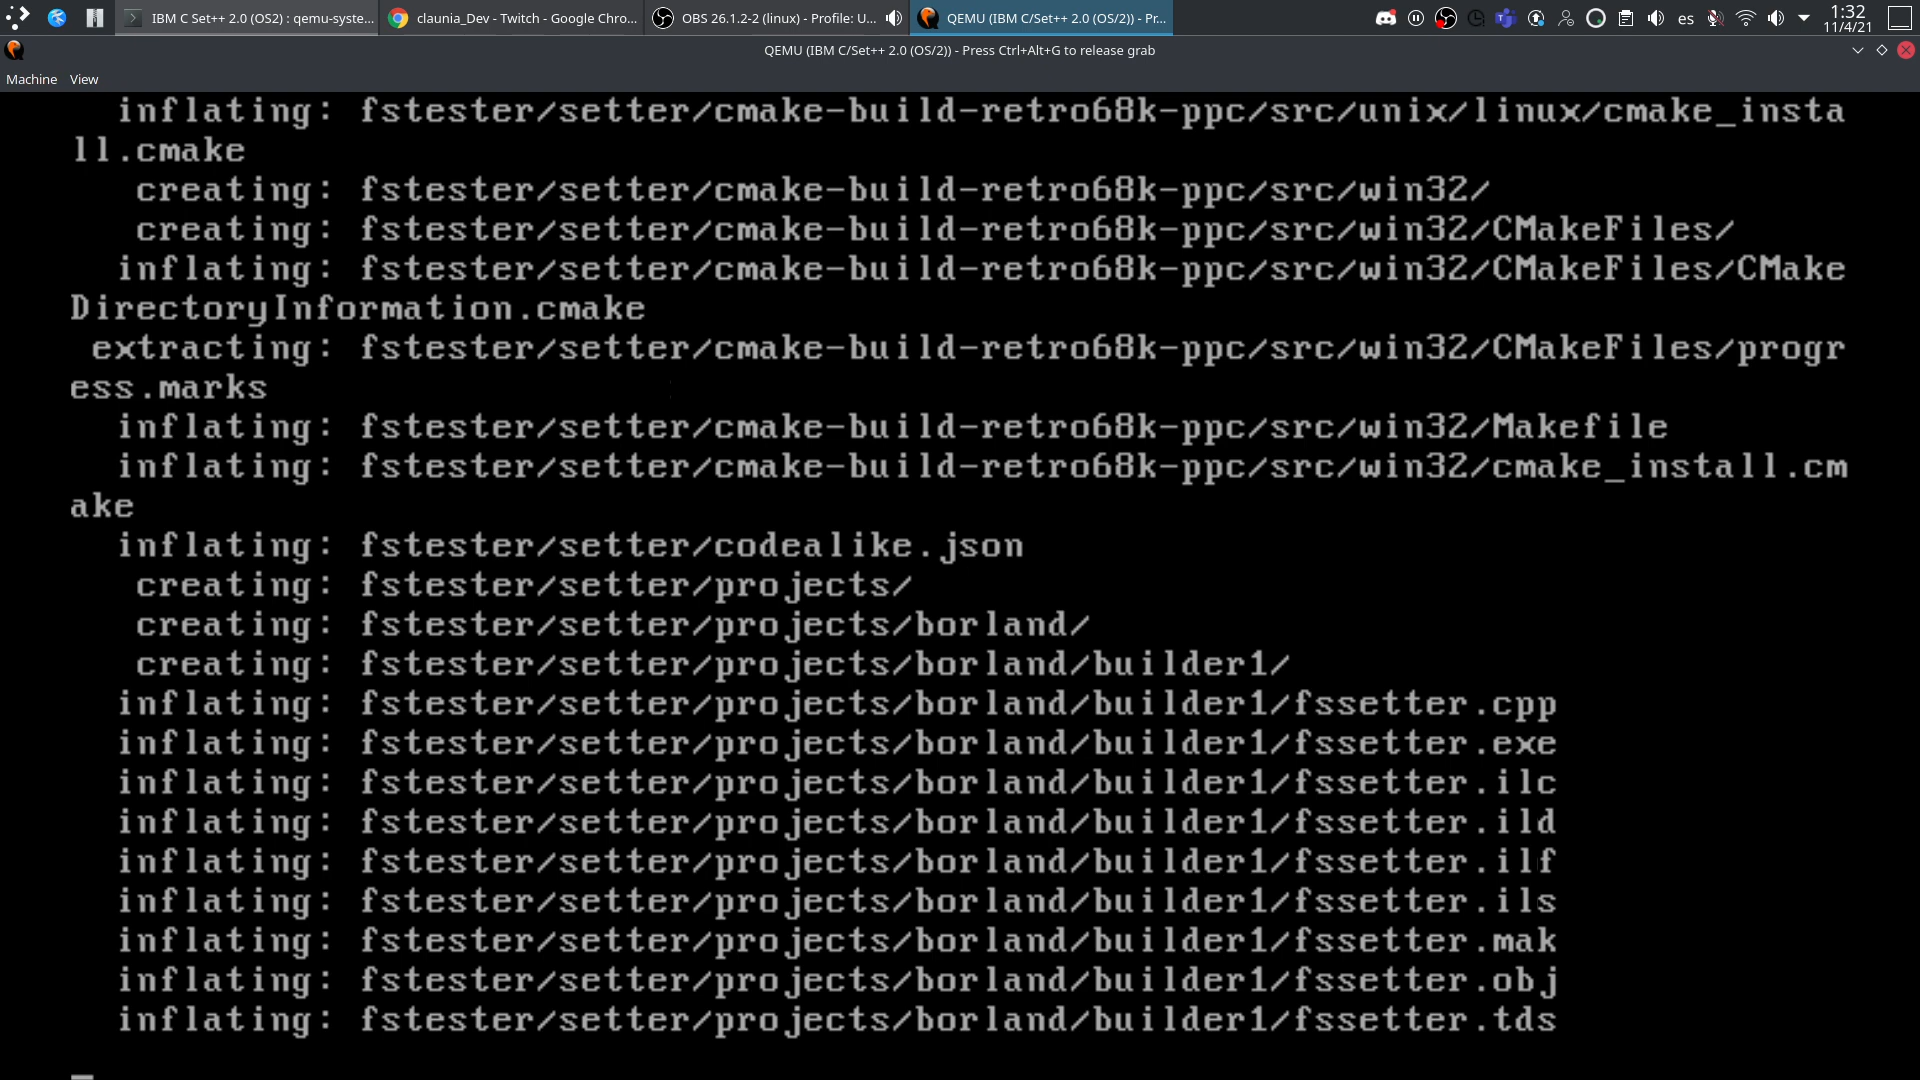 IBM C Set++ 2.0 (OS2) : qemu-syste...
claunia_Dev - Twitch - Google Chro...
OBS 26.1.2-2 (linux) - Profile: U...
QEMU (IBM C/Set++ 2.0 (OS/2)) - Pr...
es
1:32
11/4/21
QEMU (IBM C/Set++ 2.0 (OS/2)) - Press Ctrl+Alt+G to release grab
Machine View
inflating: fstester/setter/cmake-build-retro68k-ppc/src/unix/linux/cmake_insta
ll.cmake
creating: fstester/setter/cmake-build-retro68k-ppc/src/win32/
creating: fstester/setter/cmake-build-retro68k-ppc/src/win32/CMakeFiles/
inflating: fstester/setter/cmake-build-retro68k-ppc/src/win32/CMakeFiles/CMake
DirectoryInformation.cmake
extracting: fstester/setter/cmake-build-retro68k-ppc/src/win32/CMakeFiles/progr
ess.marks
inflating: fstester/setter/cmake-build-retro68k-ppc/src/win32/Makefile
inflating: fstester/setter/cmake-build-retro68k-ppc/src/win32/cmake_install.cm
ake
inflating: fstester/setter/codealike.json
creating: fstester/setter/projects/
creating: fstester/setter/projects/borland/
creating: fstester/setter/projects/borland/builder1/
inflating: fstester/setter/projects/borland/builder1/fssetter.cpp
inflating: fstester/setter/projects/borland/builder1/fssetter.exe
inflating: fstester/setter/projects/borland/builder1/fssetter.ilc
inflating: fstester/setter/projects/borland/builder1/fssetter.ild
inflating: fstester/setter/projects/borland/builder1/fssetter.ilf
inflating: fstester/setter/projects/borland/builder1/fssetter.ils
inflating: fstester/setter/projects/borland/builder1/fssetter.mak
inflating: fstester/setter/projects/borland/builder1/fssetter.obj
inflating: fstester/setter/projects/borland/builder1/fssetter.tds